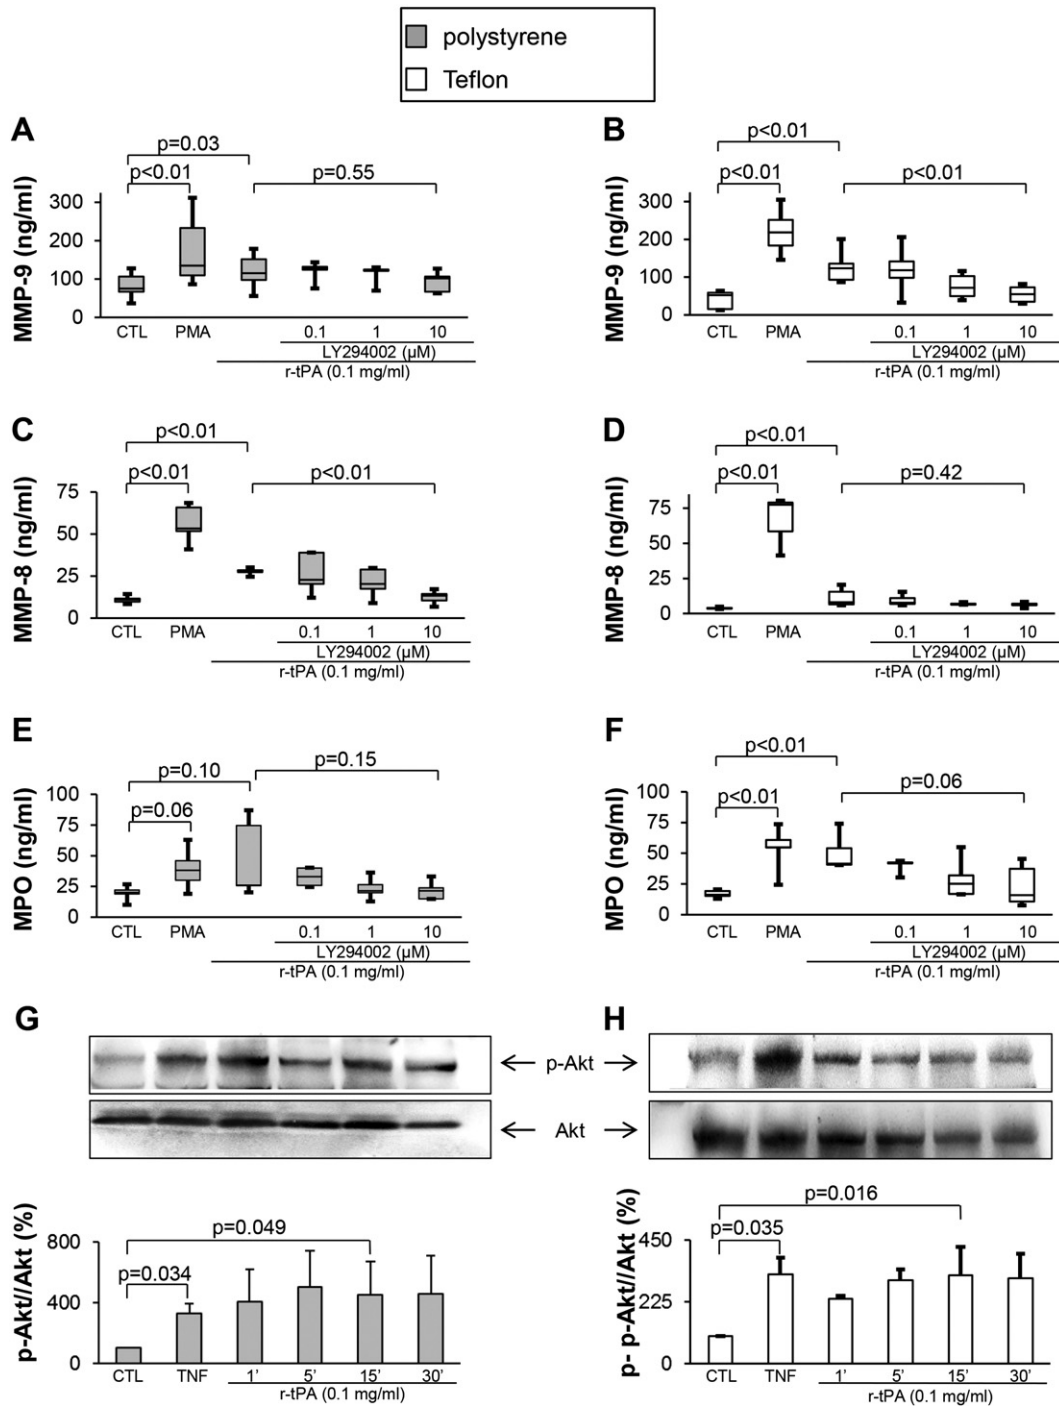 polystyrene
Teflon
A
p=0.03
p<0.01
p=0.55
MMP-9 (ng/ml)
300
200
100
0
CTL PMA 0.1 1 10
LY294002 (µM)
r-tPA (0.1 mg/ml)
B
p<0.01
p<0.01
p<0.01
MMP-9 (ng/ml)
300
200
100
0
CTL PMA 0.1 1 10
LY294002 (µM)
r-tPA (0.1 mg/ml)
C
p<0.01
p<0.01
p<0.01
MMP-8 (ng/ml)
75
50
25
0
CTL PMA 0.1 1 10
LY294002 (µM)
r-tPA (0.1 mg/ml)
D
p<0.01
p<0.01
p=0.42
MMP-8 (ng/ml)
75
50
25
0
CTL PMA 0.1 1 10
LY294002 (µM)
r-tPA (0.1 mg/ml)
E
p=0.10
p=0.15
p=0.06
MPO (ng/ml)
100
75
50
25
0
CTL PMA 0.1 1 10
LY294002 (µM)
r-tPA (0.1 mg/ml)
F
p<0.01
p=0.06
p<0.01
MPO (ng/ml)
100
75
50
25
0
CTL PMA 0.1 1 10
LY294002 (µM)
r-tPA (0.1 mg/ml)
G
H
p-Akt
Akt
p=0.049
p=0.034
p-Akt//Akt (%)
800
400
0
CTL TNF 1’ 5’ 15’ 30’
r-tPA (0.1 mg/ml)
p=0.016
p=0.035
p- p-Akt//Akt (%)
450
225
0
CTL TNF 1’ 5’ 15’ 30’
r-tPA (0.1 mg/ml)